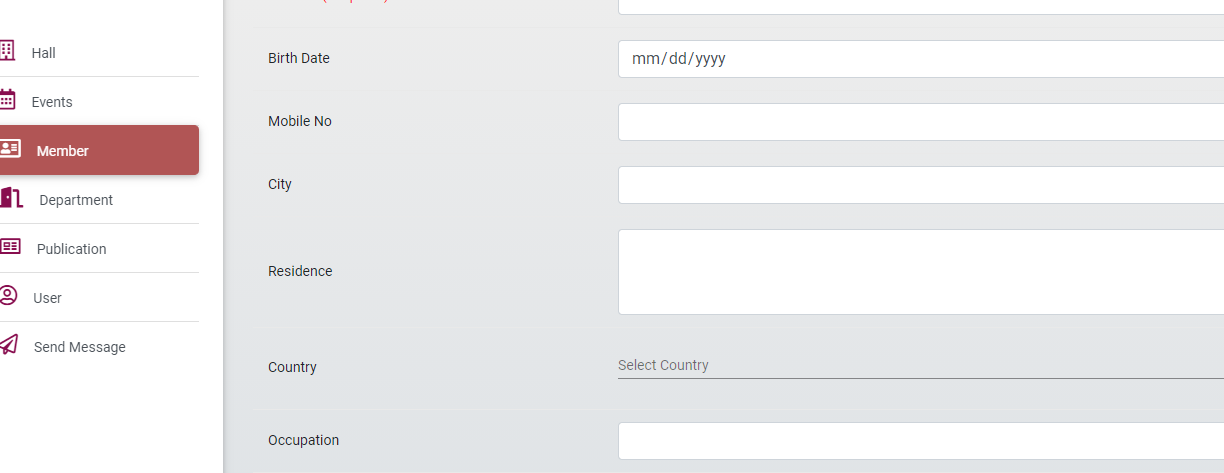 Hall
Events
Member
Department
Publication
User
Send Message
Birth Date
mm/dd/yyyy
Mobile No
City
Residence
Country
Select Country
Occupation